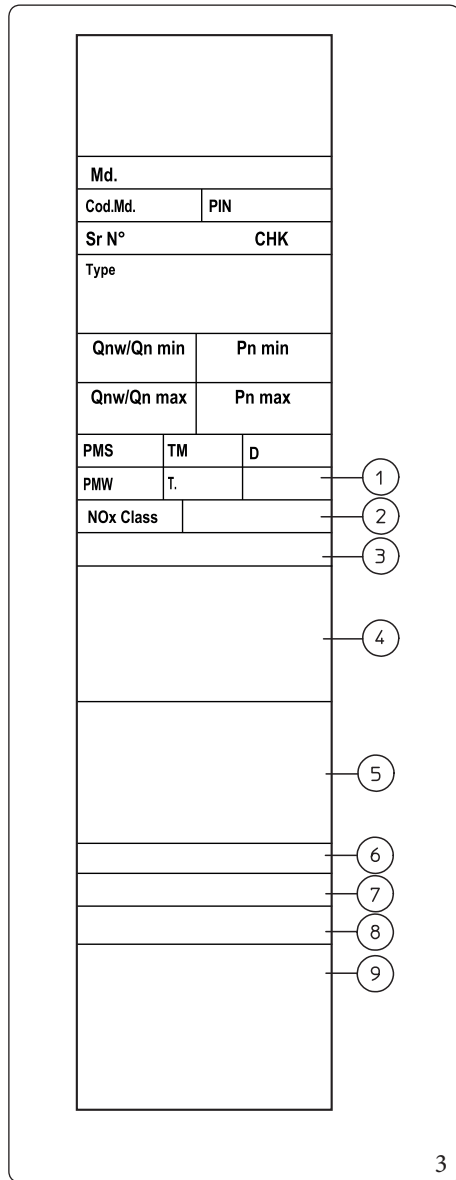 Md.
Cod.Md. PIN
Sr N° CHK
Type
Qnw/Qn min Pn min
Qnw/Qn max Pn max
PMS TM D
PMW T. 1
NOx Class 2
3
4
5
6
7
8
9
3